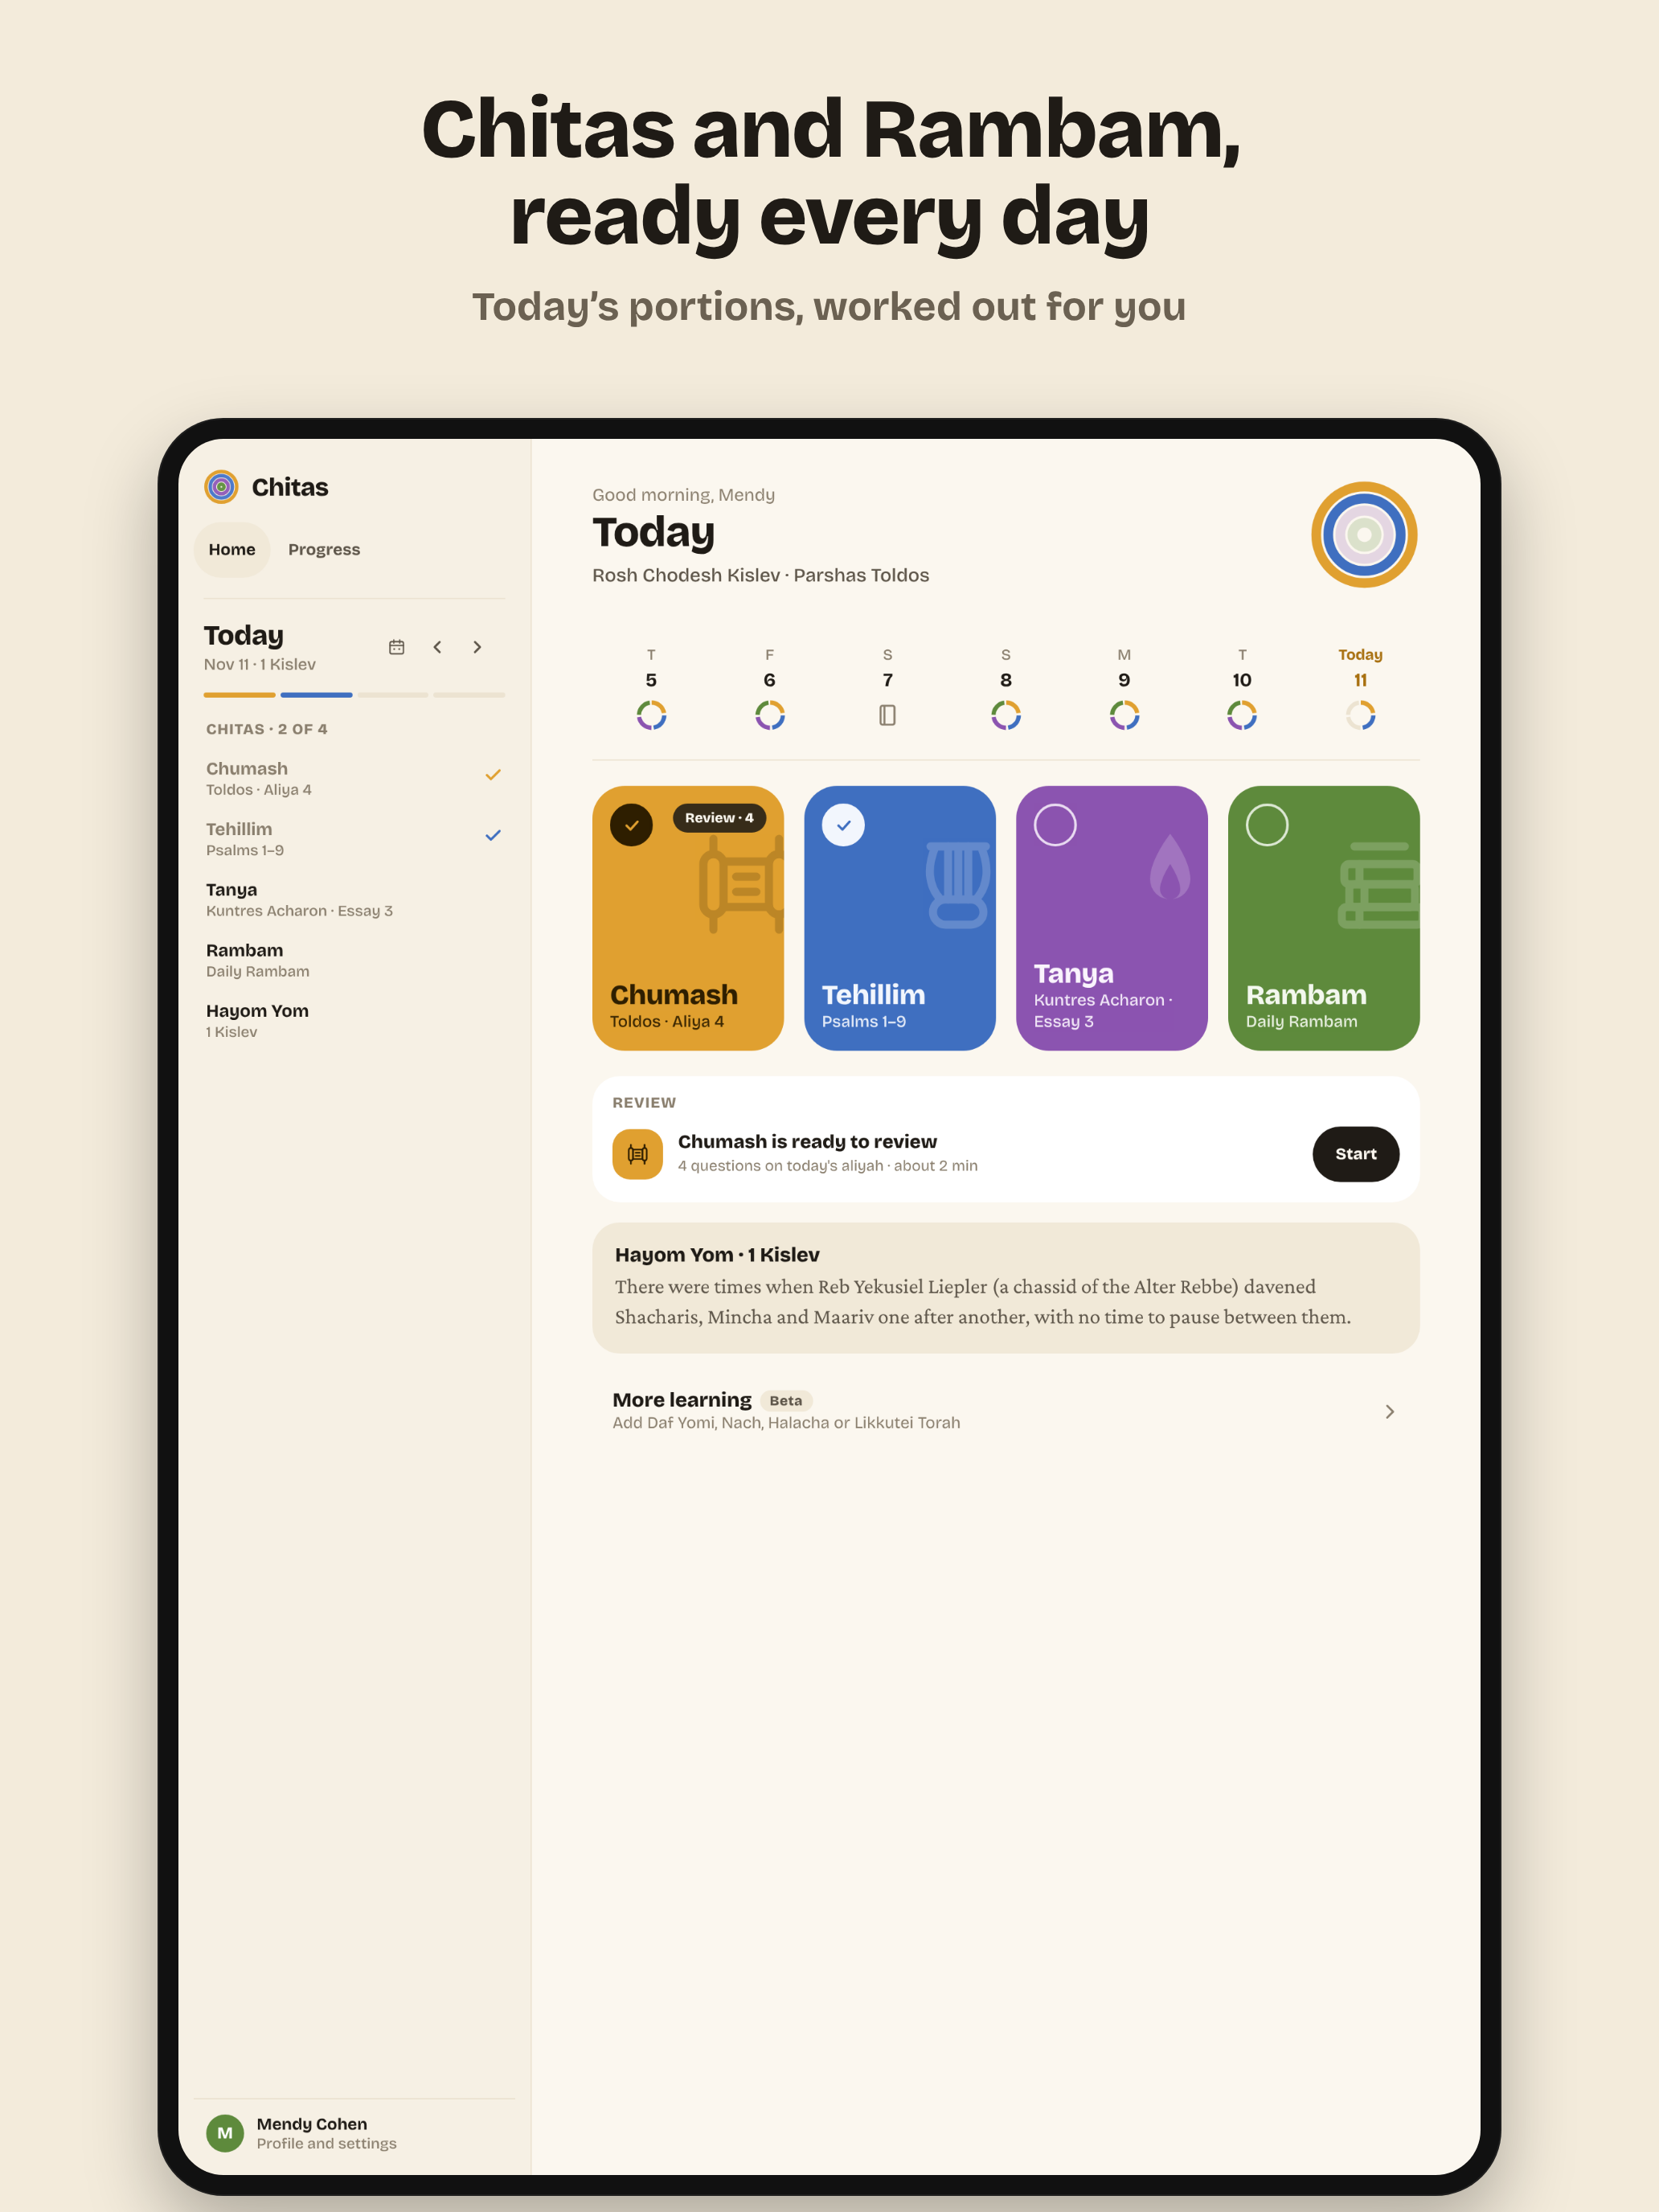 Chitas and Rambam,
ready every day
Today's portions, worked out for you
Chitas
Home
Progress
Today
Nov 11 · 1 Kislev
CHITAS · 2 OF 4
Chumash
Toldos · Aliya 4
Tehillim
Psalms 1–9
Tanya
Kuntres Acharon · Essay 3
Rambam
Daily Rambam
Hayom Yom
1 Kislev
Mendy Cohen
M
Profile and settings
Good morning, Mendy
Today
Rosh Chodesh Kislev · Parshas Toldos
T F S S M T Today
5 6 7 8 9 10 11
Review · 4
Chumash
Toldos · Aliya 4
Tehillim
Psalms 1–9
Tanya
Kuntres Acharon ·
Essay 3
Rambam
Daily Rambam
REVIEW
Chumash is ready to review
4 questions on today's aliyah · about 2 min
Start
Hayom Yom · 1 Kislev
There were times when Reb Yekusiel Liepler (a chassid of the Alter Rebbe) davened
Shacharis, Mincha and Maariv one after another, with no time to pause between them.
More learning Beta
Add Daf Yomi, Nach, Halacha or Likkutei Torah